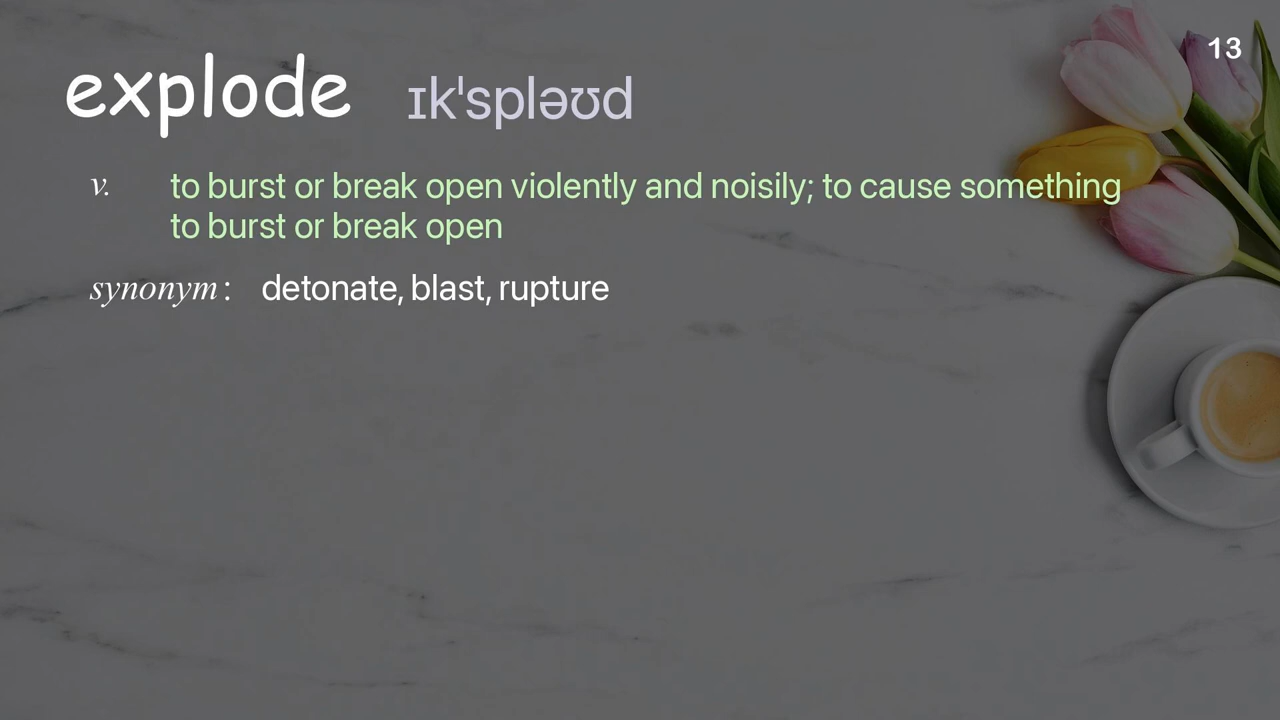 13
explode ɪk'spləʊd
v. to burst or break open violently and noisily; to cause something
to burst or break open
synonym : detonate, blast, rupture